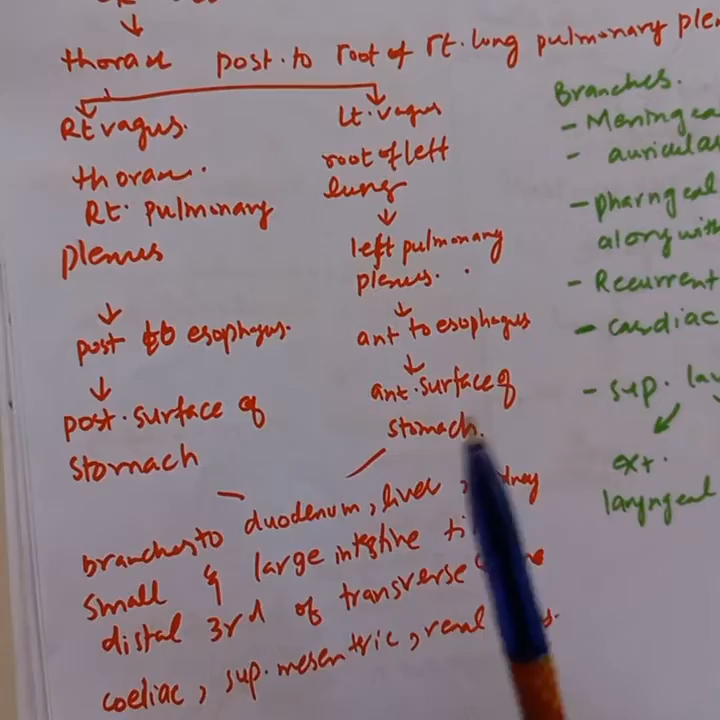 thorax post. to root of rt. lung pulmonary
Rt vagus.
thorax.
Rt. pulmonary
plexus
post to esophagus.
post. surface of
stomach
Lt. vagus
root of left
lung
left pulmonary
plexus.
ant to esophagus
ant. surface of
stomach.
branches to duodenum, liver,
small & large intestine
distal 3rd of transverse
coeliac, sup. mesentric, renal
Branches.
- Meningea
- auricula
- pharngeal
along with
- Recurrent
- cardiac
- sup. la
ext.
laryngeal